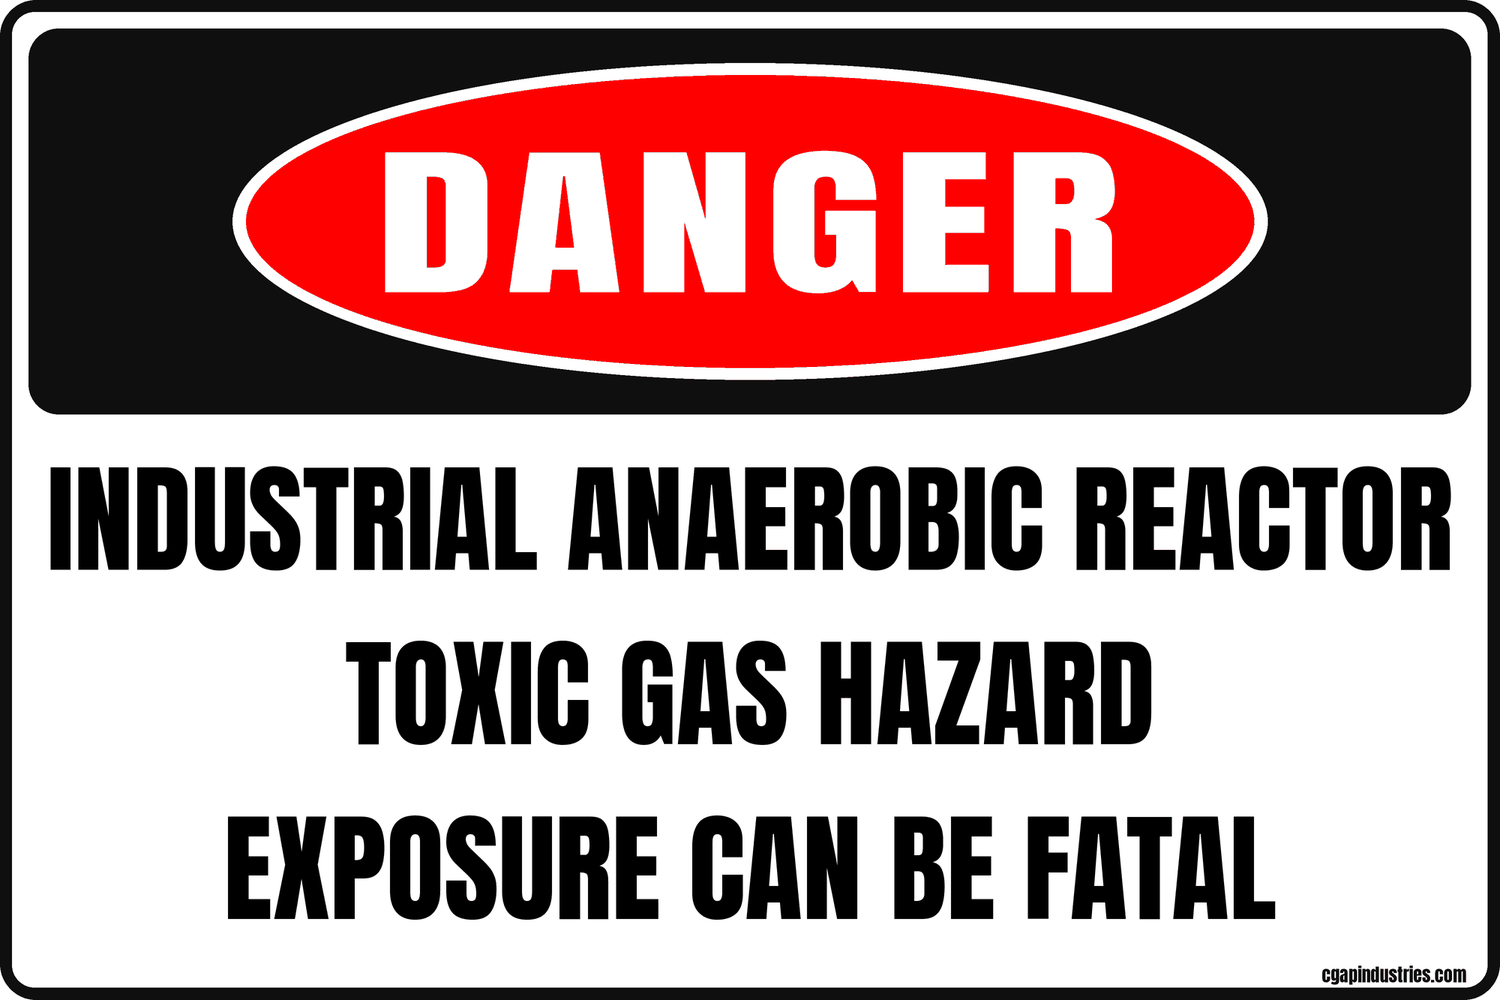 DANGER
INDUSTRIAL ANAEROBIC REACTOR
TOXIC GAS HAZARD
EXPOSURE CAN BE FATAL
cgapindustries.com